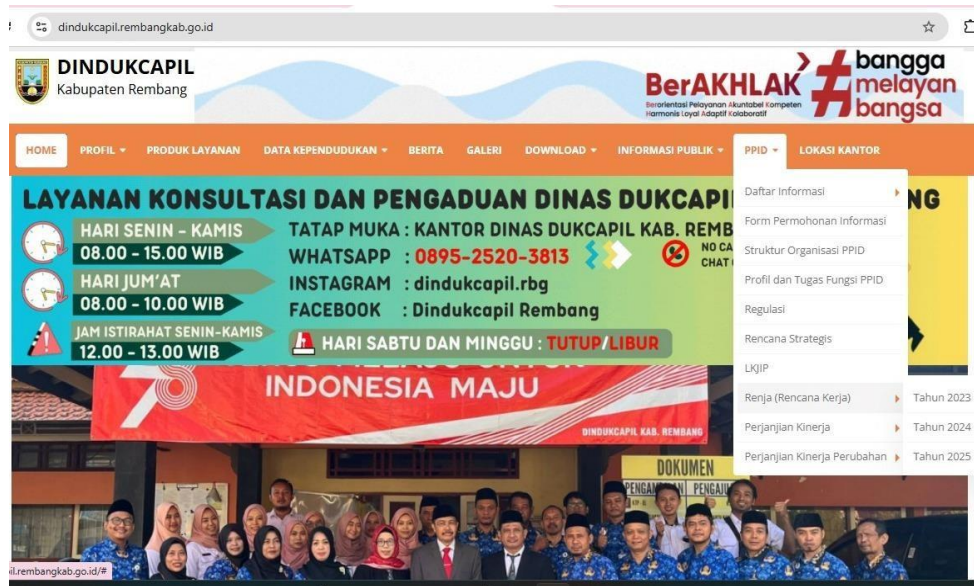 dindukcapil.rembangkab.go.id
DINDUKCAPIL
Kabupaten Rembang
BerAKHLAK
Berorientasi Pelayanan Akuntabel Kompeten
Harmonis Loyal Adaptif Kolaboratif
#bangga
melayani
bangsa
HOME PROFIL PRODUK LAYANAN DATA KEPENDUDUKAN BERITA GALERI DOWNLOAD INFORMASI PUBLIK PPID LOKASI KANTOR
LAYANAN KONSULTASI DAN PENGADUAN DINAS DUKCAPI NG
HARI SENIN - KAMIS
08.00 - 15.00 WIB
HARI JUM'AT
08.00 - 10.00 WIB
JAM ISTIRAHAT SENIN-KAMIS
12.00 - 13.00 WIB
TATAP MUKA : KANTOR DINAS DUKCAPIL KAB. REMB
WHATSAPP : 0895-2520-3813
NO CA
CHAT
INSTAGRAM : dindukcapil.rbg
FACEBOOK : Dindukcapil Rembang
HARI SABTU DAN MINGGU : TUTUP/LIBUR
Daftar Informasi
Form Permohonan Informasi
Struktur Organisasi PPID
Profil dan Tugas Fungsi PPID
Regulasi
Rencana Strategis
LKJIP
Renja (Rencana Kerja)
Perjanjian Kinerja
Perjanjian Kinerja Perubahan
Tahun 2023
Tahun 2024
Tahun 2025
78
INDONESIA MAJU
DINDUKCAPIL KAB. REMBANG
DOKUMEN
il.rembangkab.go.id/#